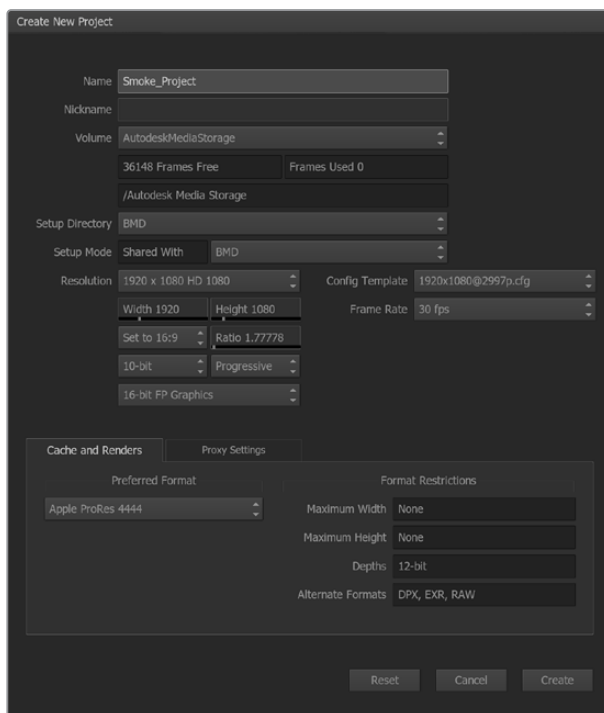 Create New Project
Name Smoke_Project
Nickname
Volume AutodeskMediaStorage
36148 Frames Free Frames Used 0
/Autodesk Media Storage
Setup Directory BMD
Setup Mode Shared With BMD
Resolution 1920 x 1080 HD 1080 Config Template 1920x1080@2997p.cfg
Width 1920 Height 1080 Frame Rate 30 fps
Set to 16:9 Ratio 1.77778
10-bit Progressive
16-bit FP Graphics
Cache and Renders Proxy Settings
Preferred Format Format Restrictions
Apple ProRes 4444 Maximum Width None
Maximum Height None
Depths 12-bit
Alternate Formats DPX, EXR, RAW
Reset Cancel Create